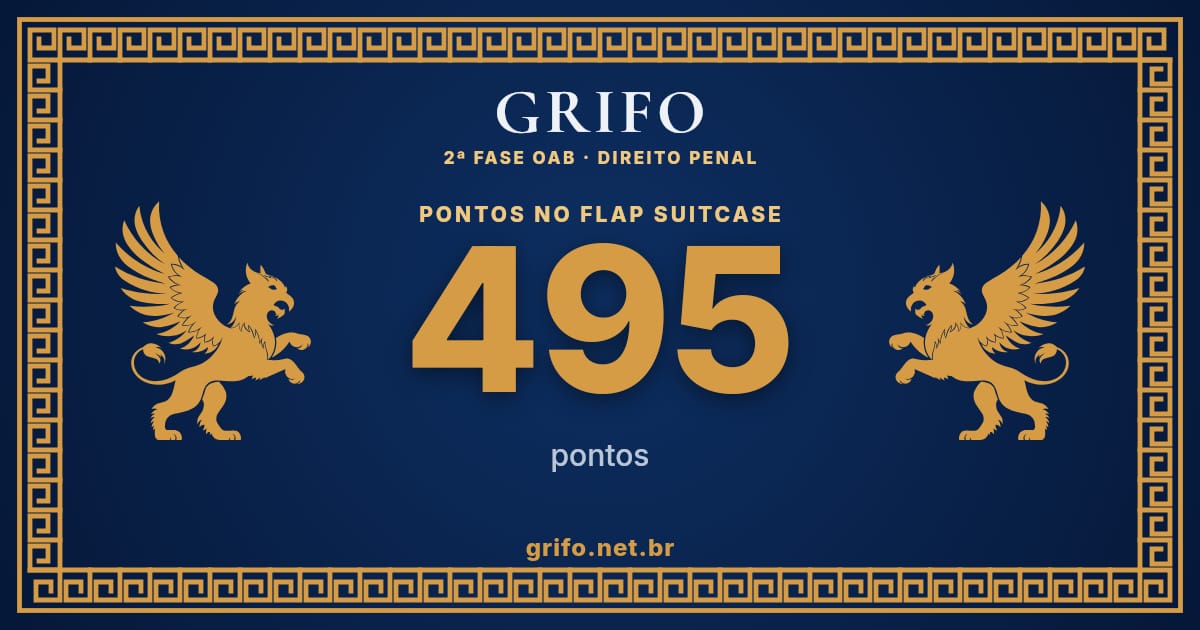 GRIFO
2ª FASE OAB · DIREITO PENAL
PONTOS NO FLAP SUITCASE
495
pontos
grifo.net.br